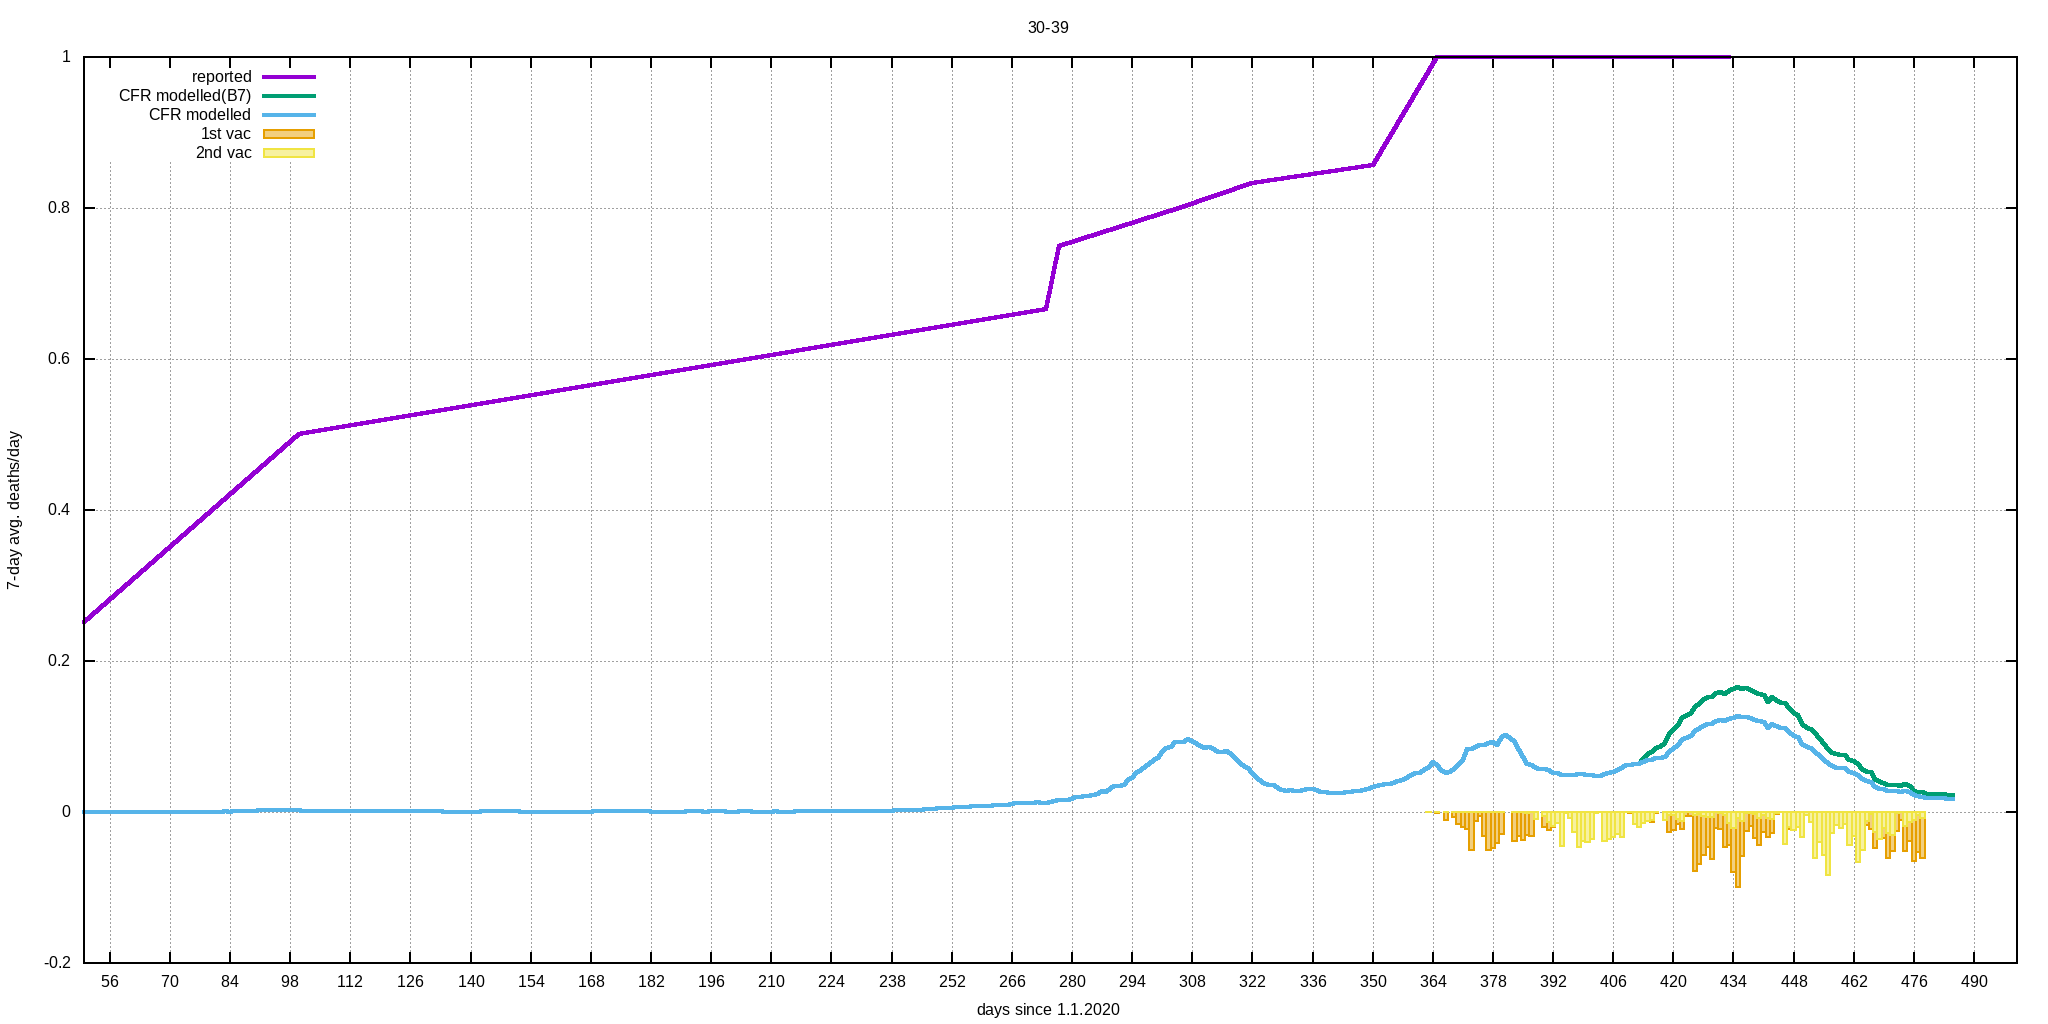 30-39
reported
CFR modelled(B7)
CFR modelled
1st vac
2nd vac
1
0.8
0.6
0.4
0.2
0
-0.2
7-day avg. deaths/day
56 70 84 98 112 126 140 154 168 182 196 210 224 238 252 266 280 294 308 322 336 350 364 378 392 406 420 434 448 462 476 490
days since 1.1.2020